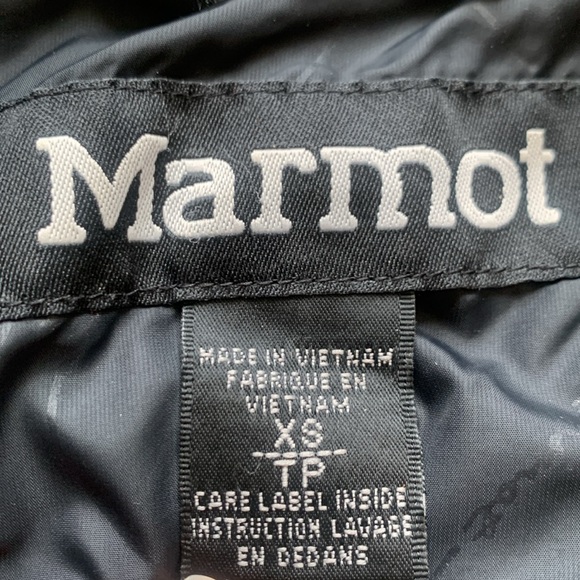 Marmot
MADE IN VIETNAM
FABRIQUE EN
VIETNAM
XS
TP
CARE LABEL INSIDE
INSTRUCTION LAVAGE
EN DEDANS